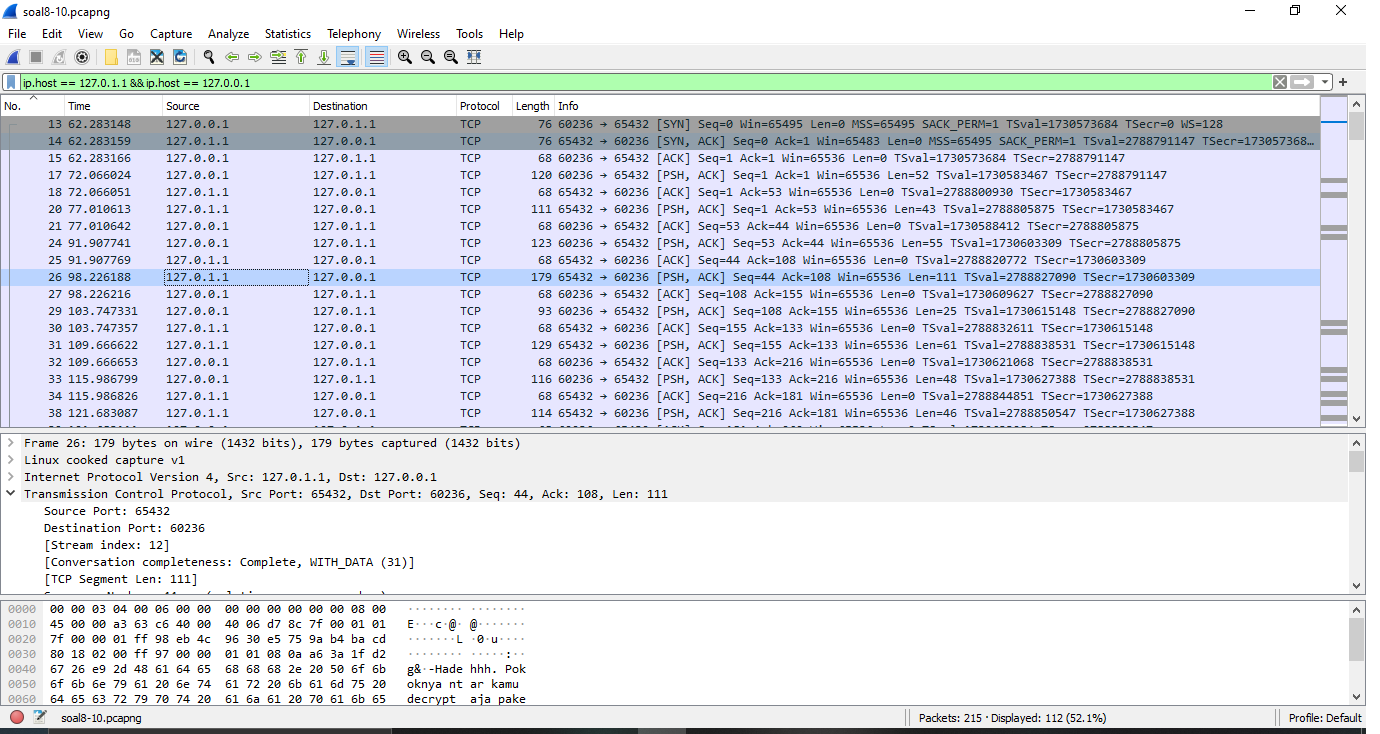 soal8-10.pcapng
File Edit View Go Capture Analyze Statistics Telephony Wireless Tools Help
ip.host == 127.0.1.1 &&ip.host == 127.0.0.1
No. Time Source Destination Protocol Length Info
13 62.283148 127.0.0.1 127.0.1.1 TCP 76 60236 → 65432 [SYN] Seq=0 Win=65495 Len=0 MSS=65495 SACK_PERM=1 TSval=1730573684 TSecr=0 WS=128
14 62.283159 127.0.1.1 127.0.0.1 TCP 76 65432 → 60236 [SYN, ACK] Seq=0 Ack=1 Win=65483 Len=0 MSS=65495 SACK_PERM=1 TSval=2788791147 TSecr=173057368…
15 62.283166 127.0.0.1 127.0.1.1 TCP 68 60236 → 65432 [ACK] Seq=1 Ack=1 Win=65536 Len=0 TSval=1730573684 TSecr=2788791147
17 72.066024 127.0.0.1 127.0.1.1 TCP 120 60236 → 65432 [PSH, ACK] Seq=1 Ack=1 Win=65536 Len=52 TSval=1730583467 TSecr=2788791147
18 72.066051 127.0.1.1 127.0.0.1 TCP 68 65432 → 60236 [ACK] Seq=1 Ack=53 Win=65536 Len=0 TSval=2788800930 TSecr=1730583467
20 77.010613 127.0.1.1 127.0.0.1 TCP 111 65432 → 60236 [PSH, ACK] Seq=1 Ack=53 Win=65536 Len=43 TSval=2788805875 TSecr=1730583467
21 77.010642 127.0.0.1 127.0.1.1 TCP 68 60236 → 65432 [ACK] Seq=53 Ack=44 Win=65536 Len=0 TSval=1730588412 TSecr=2788805875
24 91.907741 127.0.0.1 127.0.1.1 TCP 123 60236 → 65432 [PSH, ACK] Seq=53 Ack=44 Win=65536 Len=55 TSval=1730603309 TSecr=2788805875
25 91.907769 127.0.1.1 127.0.0.1 TCP 68 65432 → 60236 [ACK] Seq=44 Ack=108 Win=65536 Len=0 TSval=2788820772 TSecr=1730603309
26 98.226188 127.0.1.1 127.0.0.1 TCP 179 65432 → 60236 [PSH, ACK] Seq=44 Ack=108 Win=65536 Len=111 TSval=2788827090 TSecr=1730603309
27 98.226216 127.0.0.1 127.0.1.1 TCP 68 60236 → 65432 [ACK] Seq=108 Ack=155 Win=65536 Len=0 TSval=1730609627 TSecr=2788827090
29 103.747331 127.0.0.1 127.0.1.1 TCP 93 60236 → 65432 [PSH, ACK] Seq=108 Ack=155 Win=65536 Len=25 TSval=1730615148 TSecr=2788827090
30 103.747357 127.0.1.1 127.0.0.1 TCP 68 65432 → 60236 [ACK] Seq=155 Ack=133 Win=65536 Len=0 TSval=2788832611 TSecr=1730615148
31 109.666622 127.0.1.1 127.0.0.1 TCP 129 65432 → 60236 [PSH, ACK] Seq=155 Ack=133 Win=65536 Len=61 TSval=2788838531 TSecr=1730615148
32 109.666653 127.0.0.1 127.0.1.1 TCP 68 60236 → 65432 [ACK] Seq=133 Ack=216 Win=65536 Len=0 TSval=1730621068 TSecr=2788838531
33 115.986799 127.0.0.1 127.0.1.1 TCP 116 60236 → 65432 [PSH, ACK] Seq=133 Ack=216 Win=65536 Len=48 TSval=1730627388 TSecr=2788838531
34 115.986826 127.0.1.1 127.0.0.1 TCP 68 65432 → 60236 [ACK] Seq=216 Ack=181 Win=65536 Len=0 TSval=2788844851 TSecr=1730627388
38 121.683087 127.0.1.1 127.0.0.1 TCP 114 65432 → 60236 [PSH, ACK] Seq=216 Ack=181 Win=65536 Len=46 TSval=2788850547 TSecr=1730627388
Frame 26: 179 bytes on wire (1432 bits), 179 bytes captured (1432 bits)
Linux cooked capture v1
Internet Protocol Version 4, Src: 127.0.1.1, Dst: 127.0.0.1
Transmission Control Protocol, Src Port: 65432, Dst Port: 60236, Seq: 44, Ack: 108, Len: 111
Source Port: 65432
Destination Port: 60236
[Stream index: 12]
[Conversation completeness: Complete, WITH_DATA (31)]
[TCP Segment Len: 111]
0000 00 00 03 04 00 06 00 00 00 00 00 00 00 00 08 00 ········ ········
0010 45 00 00 a3 63 c6 40 00 40 06 d7 8c 7f 00 01 01 E···c·@· @·······
0020 7f 00 00 01 ff 98 eb 4c 96 30 e5 75 9a b4 ba cd ·······L ·0·u····
0030 80 18 02 00 ff 97 00 00 01 01 08 0a a6 3a 1f d2 ········ ·····:··
0040 67 26 e9 2d 48 61 64 65 68 68 68 2e 20 50 6f 6b g&·-Hade hhh. Pok
0050 6f 6b 6e 79 61 20 6e 74 61 72 20 6b 61 6d 75 20 oknya nt ar kamu
0060 64 65 63 72 79 70 74 20 61 6a 61 20 70 61 6b 65 decrypt aja pake
soal8-10.pcapng Packets: 215 · Displayed: 112 (52.1%) Profile: Default